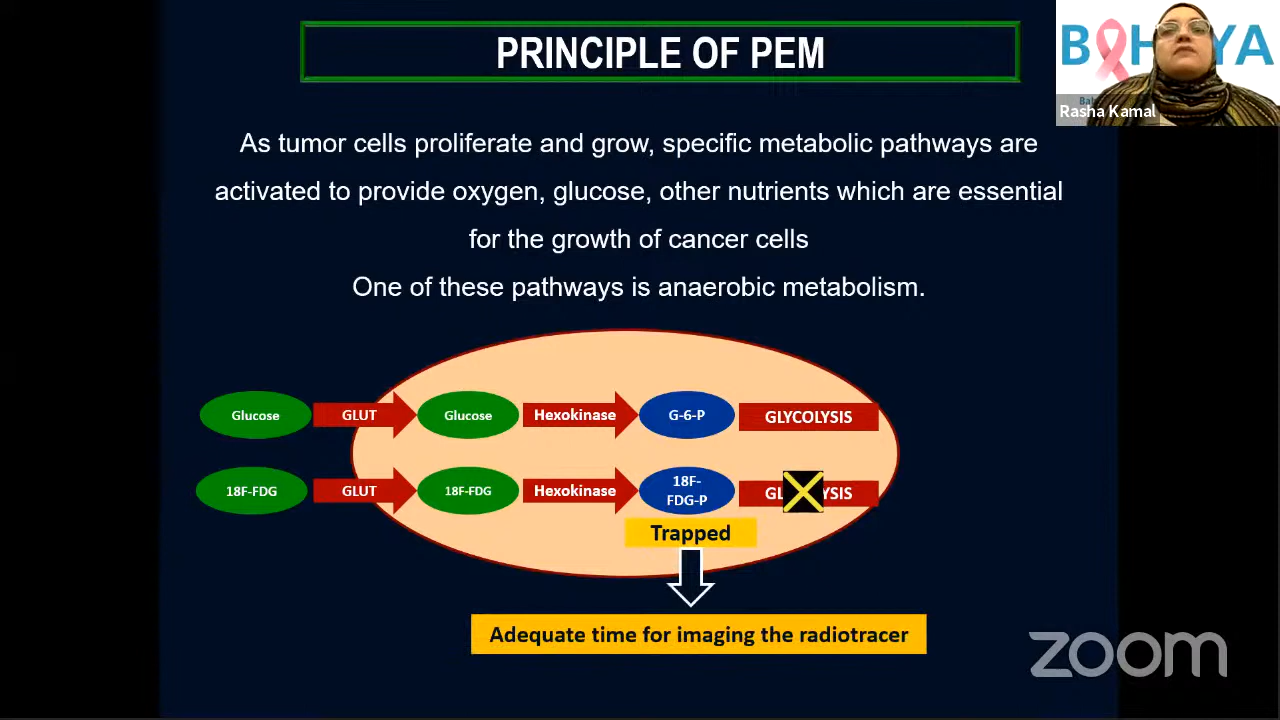 PRINCIPLE OF PEM
B H YA
Rasha Kamal
As tumor cells proliferate and grow, specific metabolic pathways are
activated to provide oxygen, glucose, other nutrients which are essential
for the growth of cancer cells
One of these pathways is anaerobic metabolism.
Glucose GLUT Glucose Hexokinase G-6-P GLYCOLYSIS
18F-FDG GLUT 18F-FDG Hexokinase 18F-
FDG-P GL YSIS
Trapped
Adequate time for imaging the radiotracer
zoom